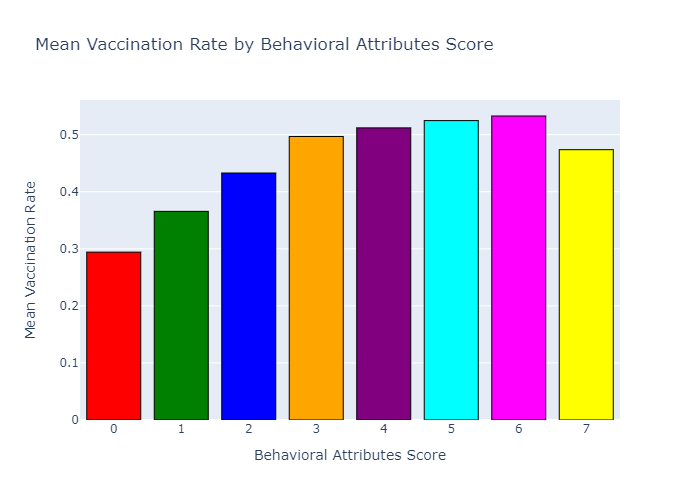 Mean Vaccination Rate by Behavioral Attributes Score
Mean Vaccination Rate
0.5
0.4
0.3
0.2
0.1
0
0 1 2 3 4 5 6 7
Behavioral Attributes Score